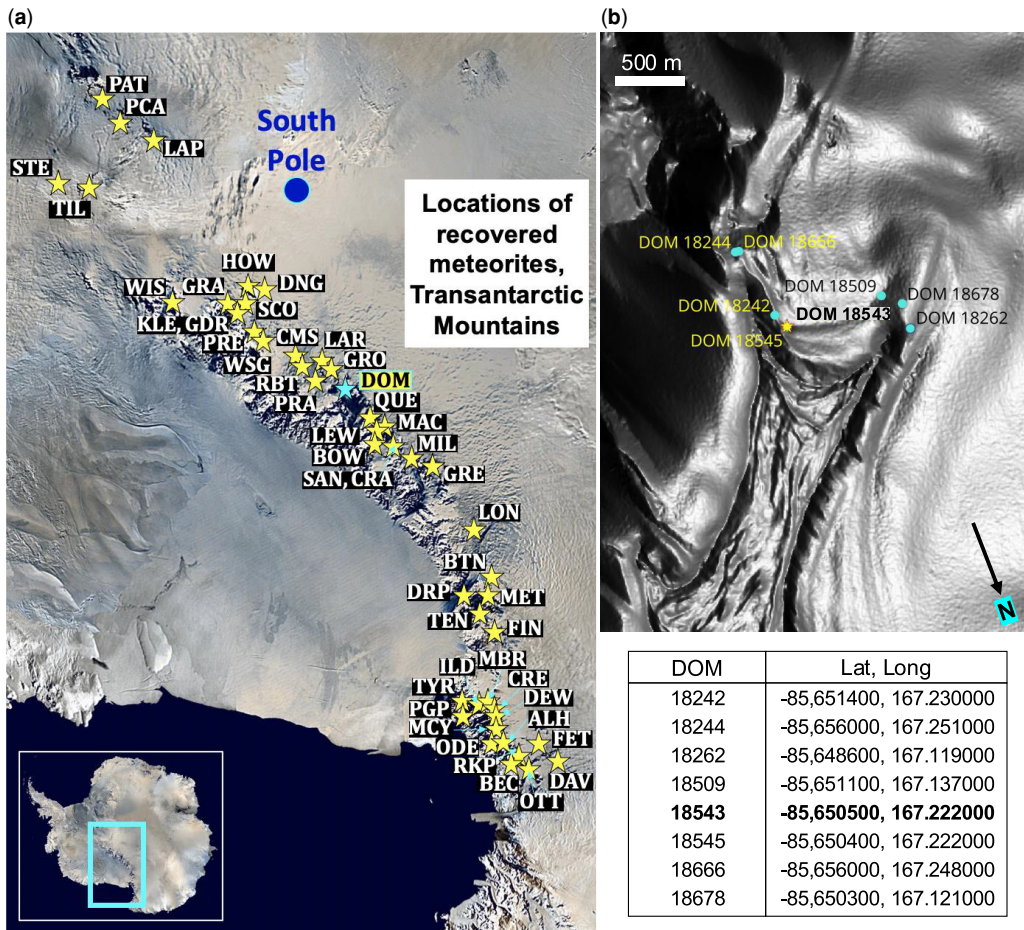 (a)
PAT
PCA
LAP
STE
TIL
South
Pole
Locations of
recovered
meteorites,
Transantarctic
Mountains
HOW
WIS
GRA
DNG
SCO
KLE, GDR
PRE
CMS
LAR
WSG
GRO
RBT
DOM
PRA
QUE
MAC
LEW
MIL
BOW
SAN, CRA
GRE
LON
BTN
DRP
MET
TEN
FIN
ILD
MBR
CRE
TYR
DEW
PGP
ALH
MCY
FET
ODE
RKP
BEC
DAV
OTT
(b)
500 m
DOM 18244
DOM 18666
DOM 18509
DOM 18678
DOM 18242
DOM 18543
DOM 18262
DOM 18545
N
DOM Lat, Long
18242 -85,651400, 167.230000
18244 -85,656000, 167.251000
18262 -85,648600, 167.119000
18509 -85,651100, 167.137000
18543 -85,650500, 167.222000
18545 -85,650400, 167.222000
18666 -85,656000, 167.248000
18678 -85,650300, 167.121000